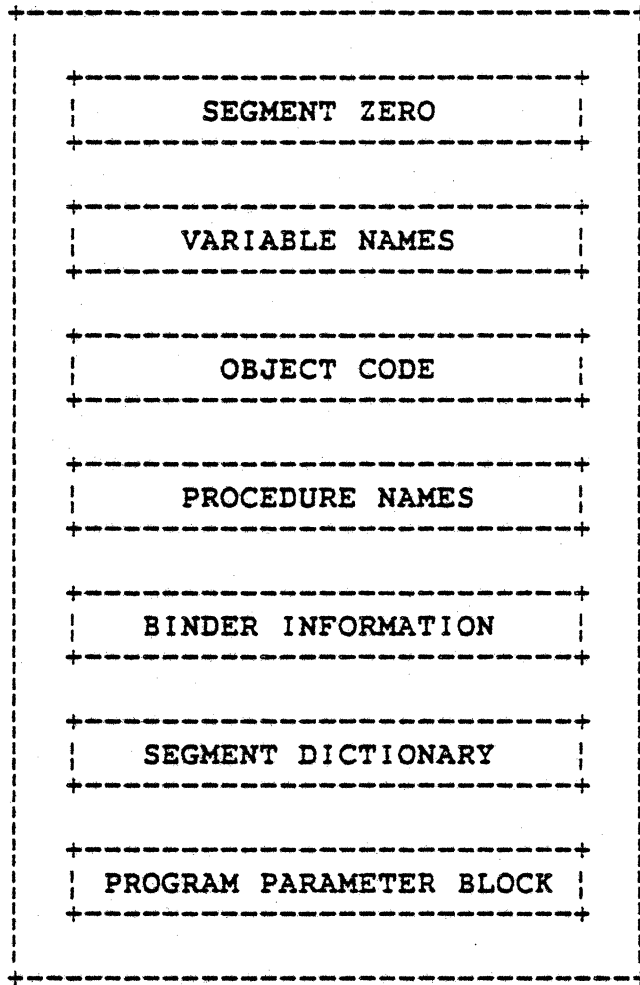 SEGMENT ZERO
VARIABLE NAMES
OBJECT CODE
PROCEDURE NAMES
BINDER INFORMATION
SEGMENT DICTIONARY
PROGRAM PARAMETER BLOCK